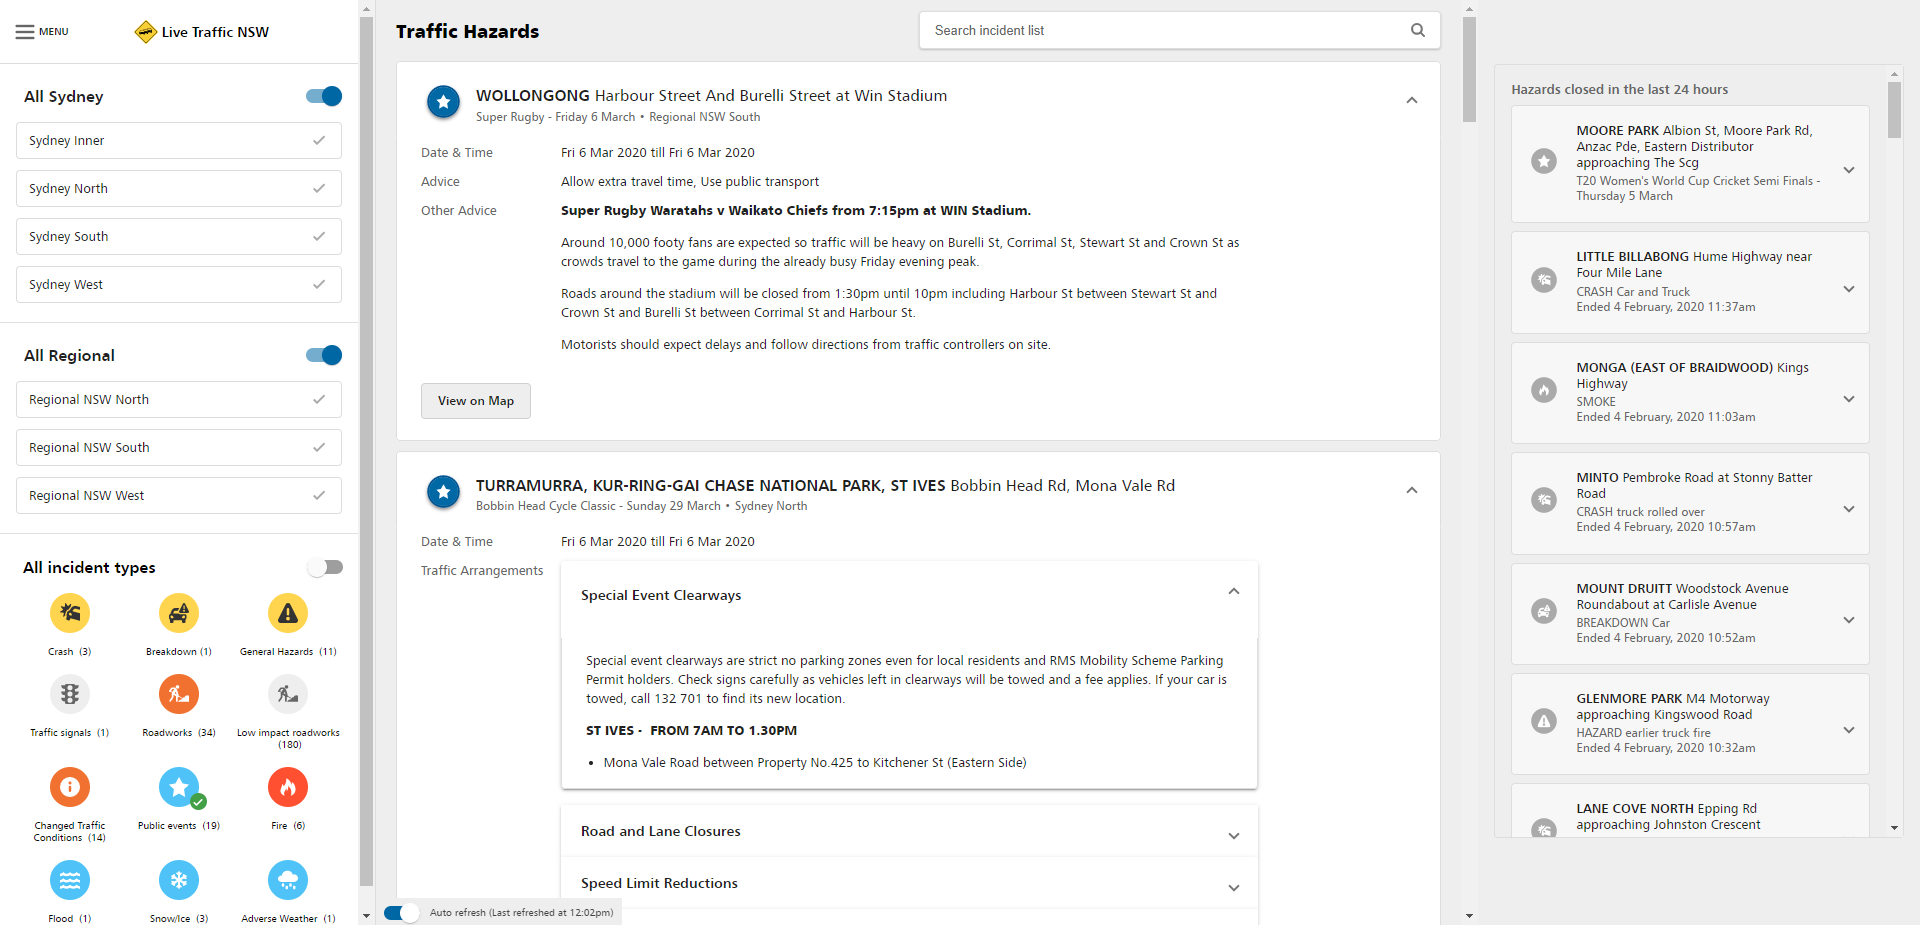 MENU
Live Traffic NSW
All Sydney
Sydney Inner
Sydney North
Sydney South
Sydney West
All Regional
Regional NSW North
Regional NSW South
Regional NSW West
All incident types
Crash (3)
Breakdown (1)
General Hazards (11)
Traffic signals (1)
Roadworks (34)
Low impact roadworks
(180)
Changed Traffic
Conditions (14)
Public events (19)
Fire (6)
Flood (1)
Snow/Ice (3)
Adverse Weather (1)
Traffic Hazards
Search incident list
WOLLONGONG Harbour Street And Burelli Street at Win Stadium
Super Rugby - Friday 6 March • Regional NSW South
Date & Time
Fri 6 Mar 2020 till Fri 6 Mar 2020
Advice
Allow extra travel time, Use public transport
Other Advice
Super Rugby Waratahs v Waikato Chiefs from 7:15pm at WIN Stadium.
Around 10,000 footy fans are expected so traffic will be heavy on Burelli St, Corrimal St, Stewart St and Crown St as
crowds travel to the game during the already busy Friday evening peak.
Roads around the stadium will be closed from 1:30pm until 10pm including Harbour St between Stewart St and
Crown St and Burelli St between Corrimal St and Harbour St.
Motorists should expect delays and follow directions from traffic controllers on site.
View on Map
TURRAMURRA, KUR-RING-GAI CHASE NATIONAL PARK, ST IVES Bobbin Head Rd, Mona Vale Rd
Bobbin Head Cycle Classic - Sunday 29 March • Sydney North
Date & Time
Fri 6 Mar 2020 till Fri 6 Mar 2020
Traffic Arrangements
Special Event Clearways
Special event clearways are strict no parking zones even for local residents and RMS Mobility Scheme Parking
Permit holders. Check signs carefully as vehicles left in clearways will be towed and a fee applies. If your car is
towed, call 132 701 to find its new location.
ST IVES - FROM 7AM TO 1.30PM
• Mona Vale Road between Property No.425 to Kitchener St (Eastern Side)
Road and Lane Closures
Speed Limit Reductions
Auto refresh (Last refreshed at 12:02pm)
Hazards closed in the last 24 hours
MOORE PARK Albion St, Moore Park Rd,
Anzac Pde, Eastern Distributor
approaching The Scg
T20 Women's World Cup Cricket Semi Finals -
Thursday 5 March
LITTLE BILLABONG Hume Highway near
Four Mile Lane
CRASH Car and Truck
Ended 4 February, 2020 11:37am
MONGA (EAST OF BRAIDWOOD) Kings
Highway
SMOKE
Ended 4 February, 2020 11:03am
MINTO Pembroke Road at Stonny Batter
Road
CRASH truck rolled over
Ended 4 February, 2020 10:57am
MOUNT DRUITT Woodstock Avenue
Roundabout at Carlisle Avenue
BREAKDOWN Car
Ended 4 February, 2020 10:52am
GLENMORE PARK M4 Motorway
approaching Kingswood Road
HAZARD earlier truck fire
Ended 4 February, 2020 10:32am
LANE COVE NORTH Epping Rd
approaching Johnston Crescent